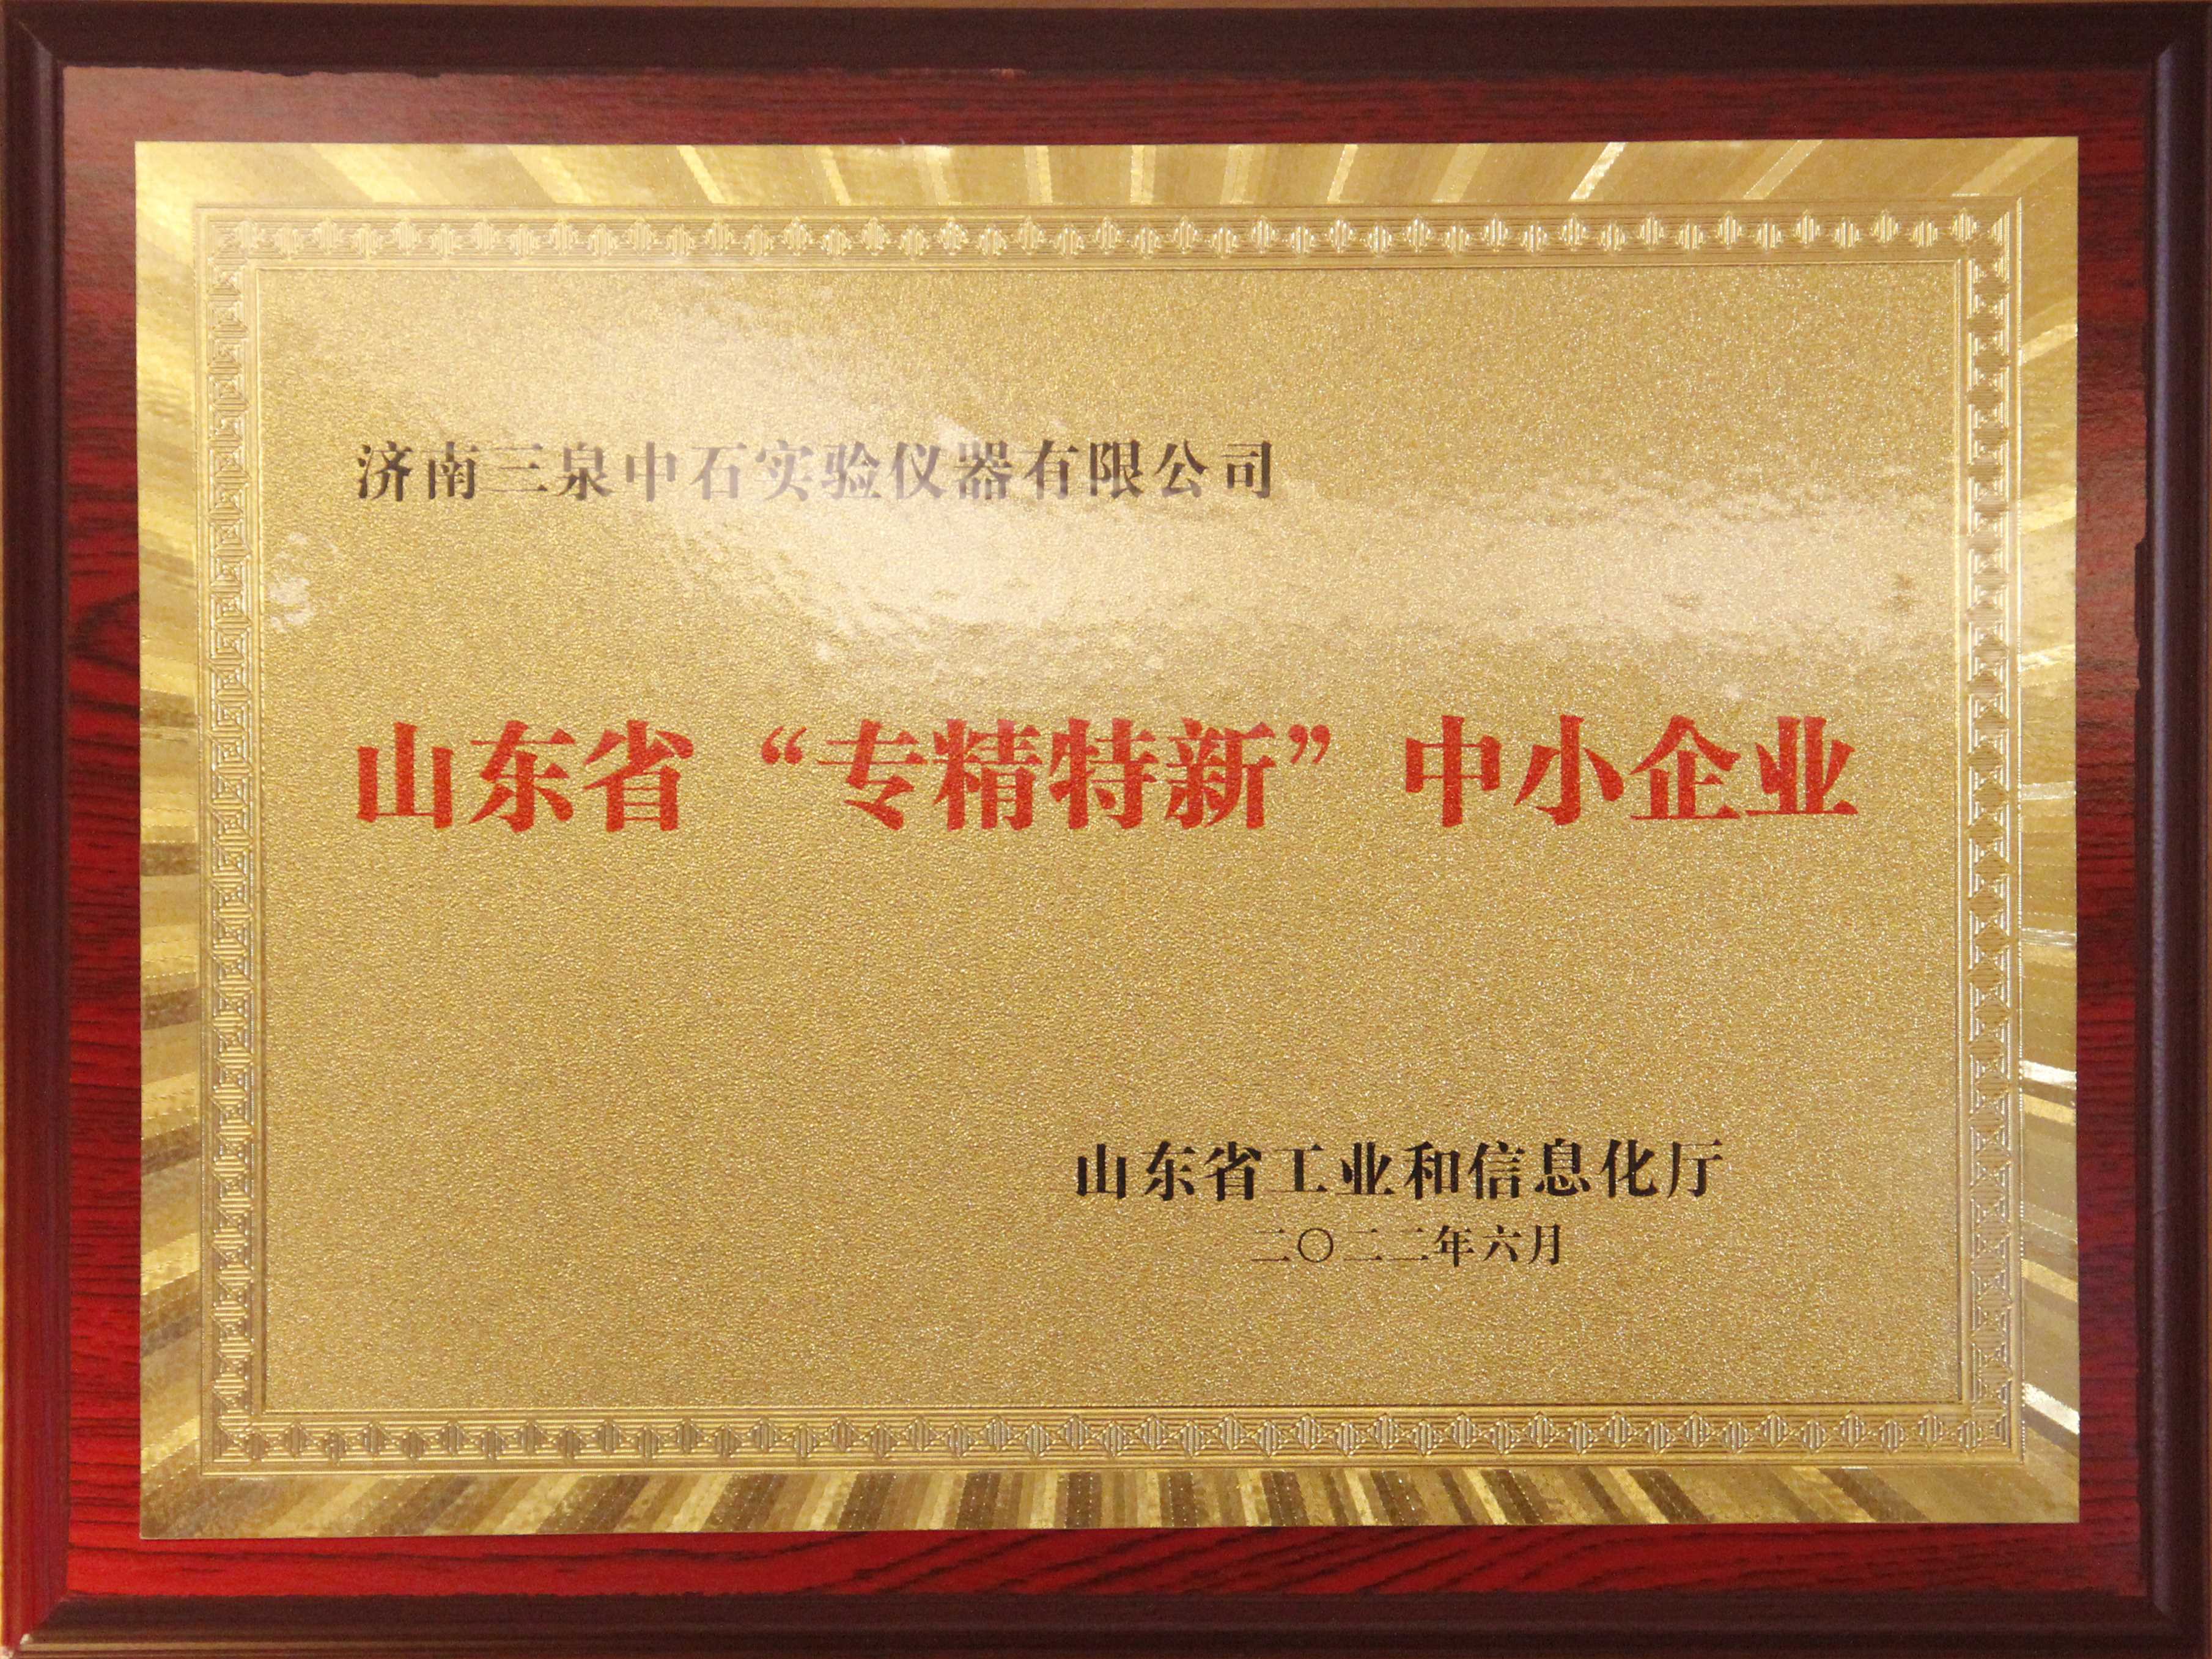 济南三泉中石实验仪器有限公司
山东省“专精特新”中小企业
山东省工业和信息化厅
二〇二二年六月